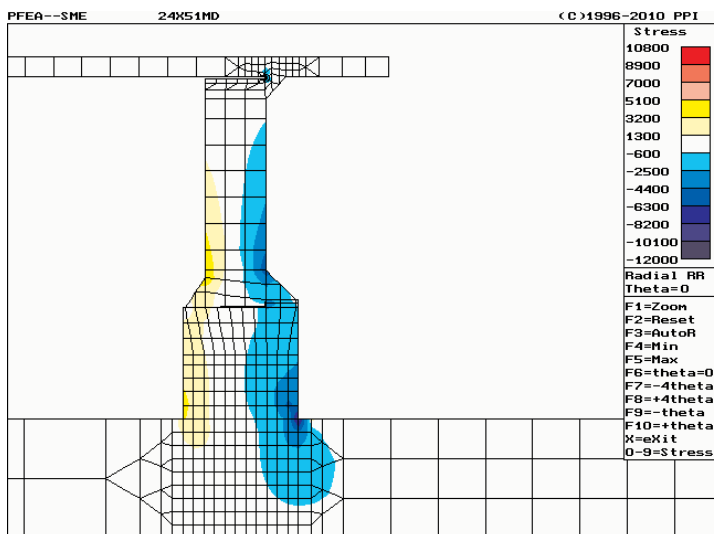 PFEA--SME 24X51MD (C)1996-2010 PPI
Stress
10800
8900
7000
5100
3200
1300
-600
-2500
-4400
-6300
-8200
-10100
-12000
Radial RR
Theta=0
F1=Zoom
F2=Reset
F3=AutoR
F4=Min
F5=Max
F6=theta=0
F7=-4theta
F8=+4theta
F9=-theta
F10=+theta
X=eXit
0-9=Stress